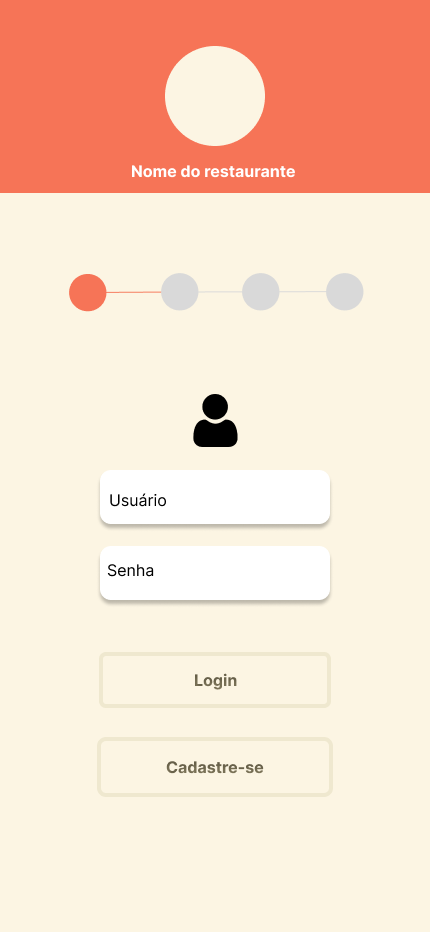 Nome do restaurante
Usuário
Senha
Login
Cadastre-se